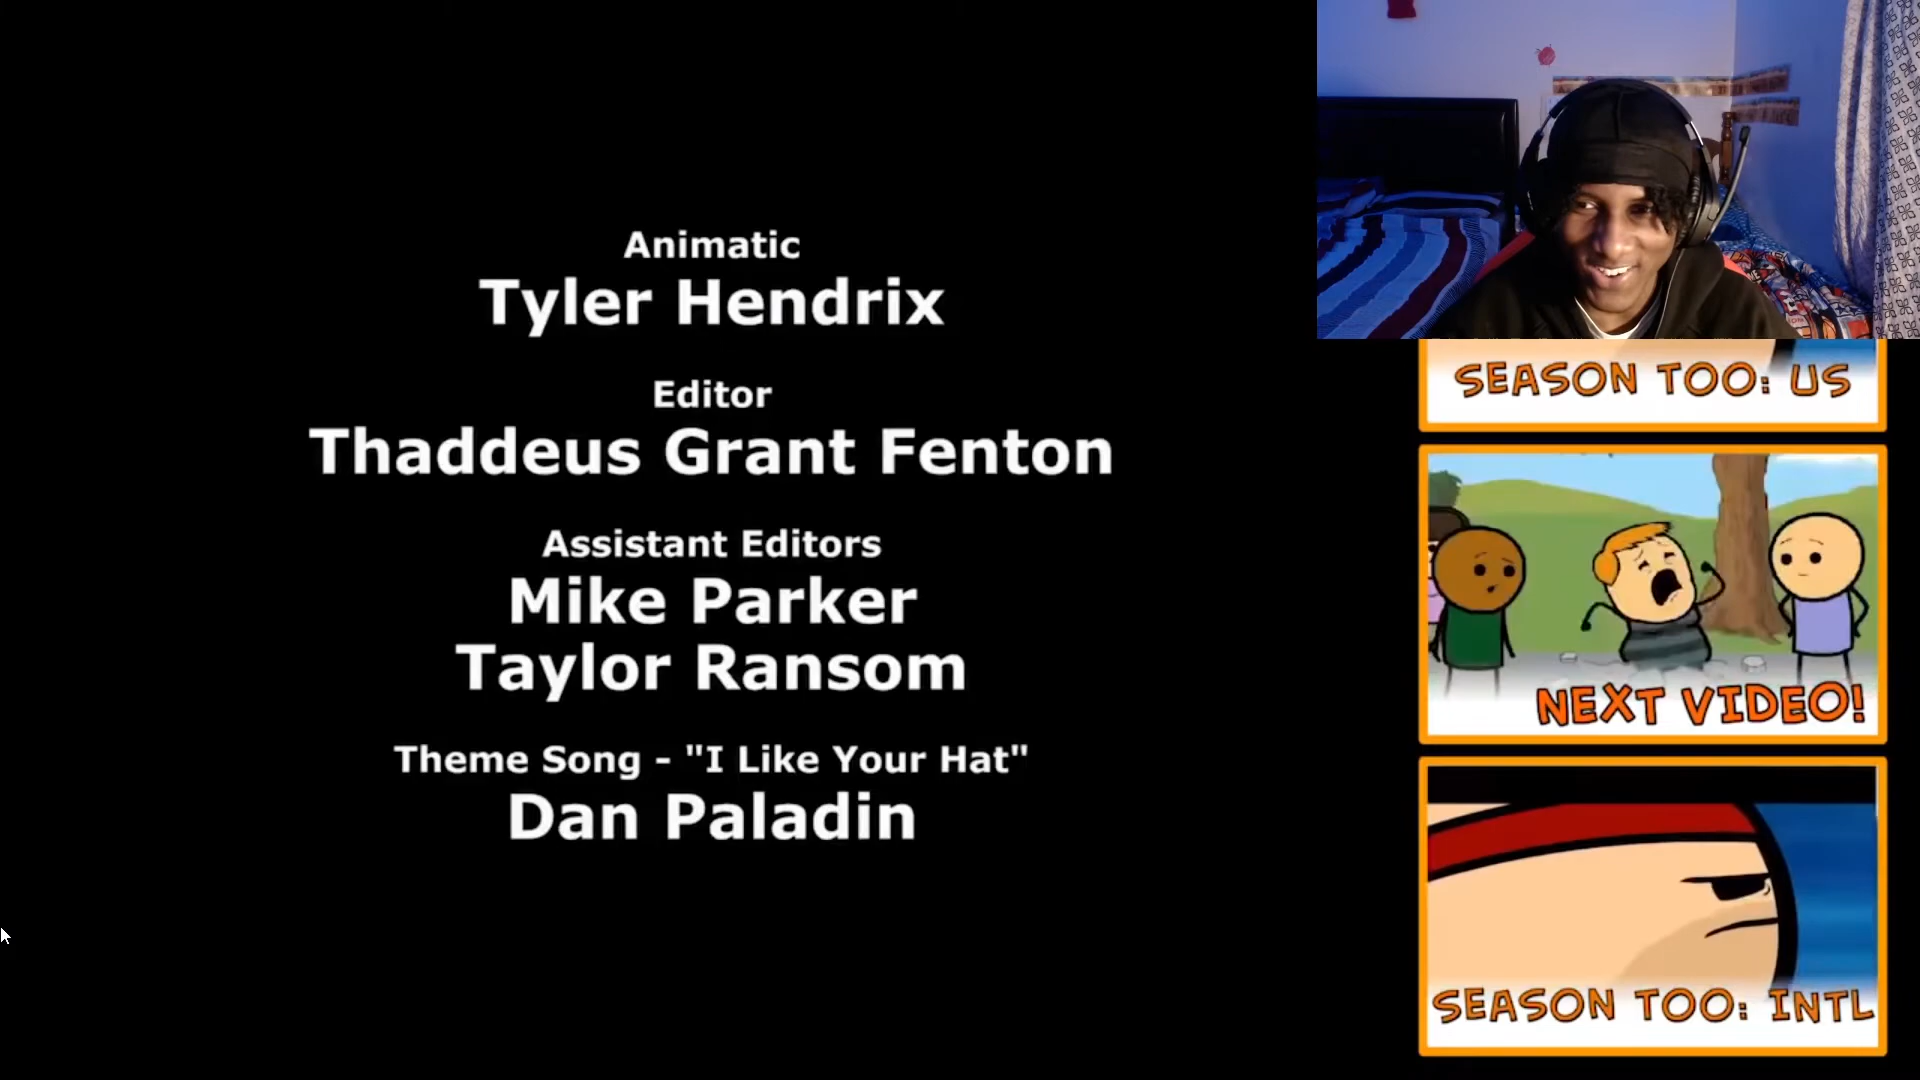 Animatic
Tyler Hendrix
Editor
Thaddeus Grant Fenton
Assistant Editors
Mike Parker
Taylor Ransom
Theme Song - "I Like Your Hat"
Dan Paladin
SEASON TOO: US
NEXT VIDEO!
SEASON TOO: INTL